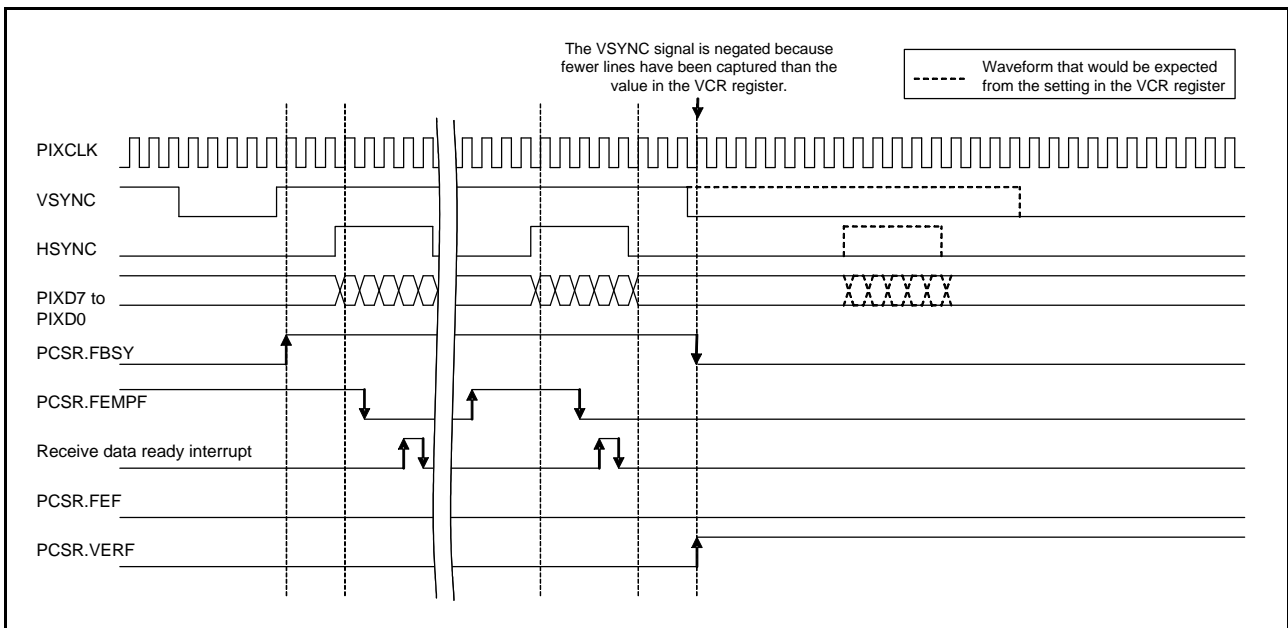 The VSYNC signal is negated because
fewer lines have been captured than the
value in the VCR register.
Waveform that would be expected
from the setting in the VCR register
PIXCLK
VSYNC
HSYNC
PIXD7 to
PIXD0
PCSR.FBSY
PCSR.FEMPF
Receive data ready interrupt
PCSR.FEF
PCSR.VERF